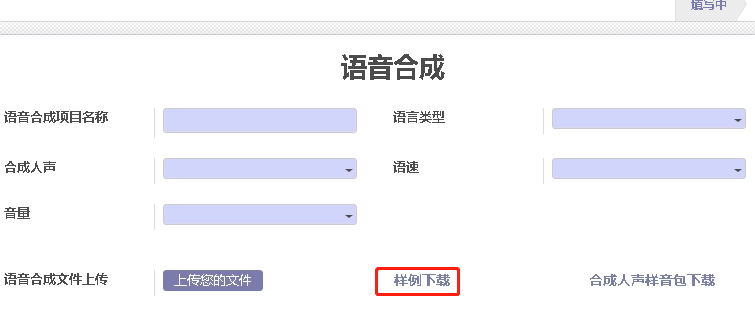 填写中
语音合成
语音合成项目名称 语言类型
合成人声 语速
音量
语音合成文件上传 上传您的文件 样例下载 合成人声样音包下载